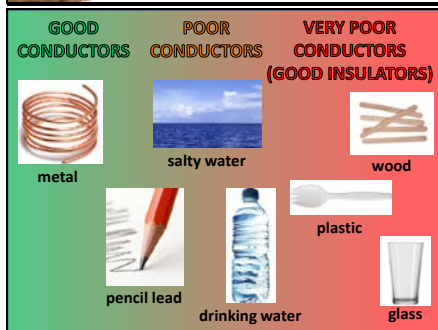 GOOD
CONDUCTORS
POOR
CONDUCTORS
VERY POOR
CONDUCTORS
(GOOD INSULATORS)
metal
salty water
wood
pencil lead
drinking water
plastic
glass